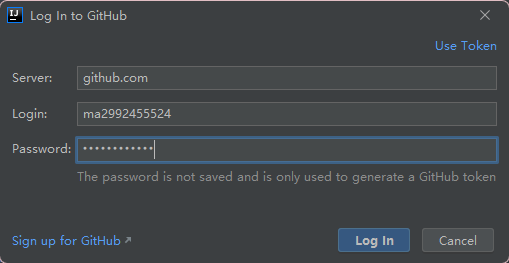 IJ Log In to GitHub
Use Token
Server: github.com
Login: ma2992455524
Password: ••••••••••••
The password is not saved and is only used to generate a GitHub token
Sign up for GitHub ↗ Log In Cancel